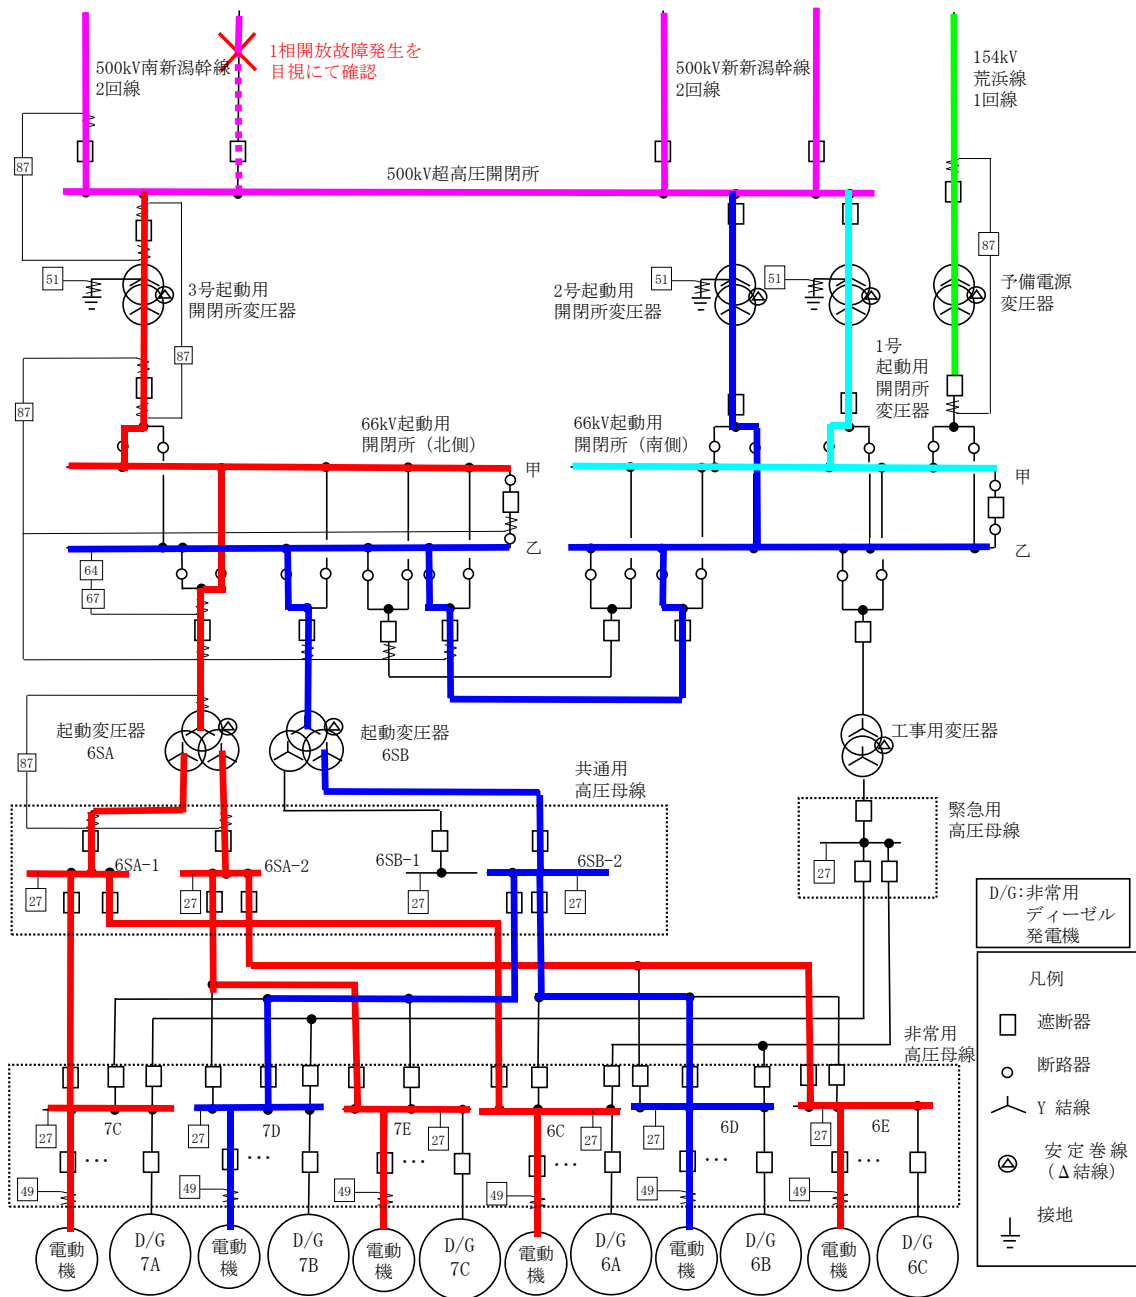 1相開放故障発生を
目視にて確認
500kV南新潟幹線
2回線
500kV新新潟幹線
2回線
154kV
荒浜線
1回線
87
500kV超高圧開閉所
87
51
3号起動用
開閉所変圧器
51
2号起動用
開閉所変圧器
51
予備電源
変圧器
87
87
1号
起動用
開閉所
変圧器
66kV起動用
開閉所（北側）
66kV起動用
開閉所（南側）
甲
甲
乙
乙
64
67
起動変圧器
6SA
起動変圧器
6SB
工事用変圧器
87
共通用
高圧母線
緊急用
高圧母線
6SA-1
6SA-2
6SB-1
6SB-2
27
27
27
27
27
D/G:非常用
ディーゼル
発電機
凡例
遮断器
断路器
Y 結線
安定巻線
(Δ結線)
接地
非常用
高圧母線
7C
7D
7E
6C
6D
6E
27
27
27
27
27
27
･･･
･･･
･･･
･･･
･･･
･･･
49
49
49
49
49
49
電動
機
D/G
7A
電動
機
D/G
7B
電動
機
D/G
7C
電動
機
D/G
6A
電動
機
D/G
6B
電動
機
D/G
6C